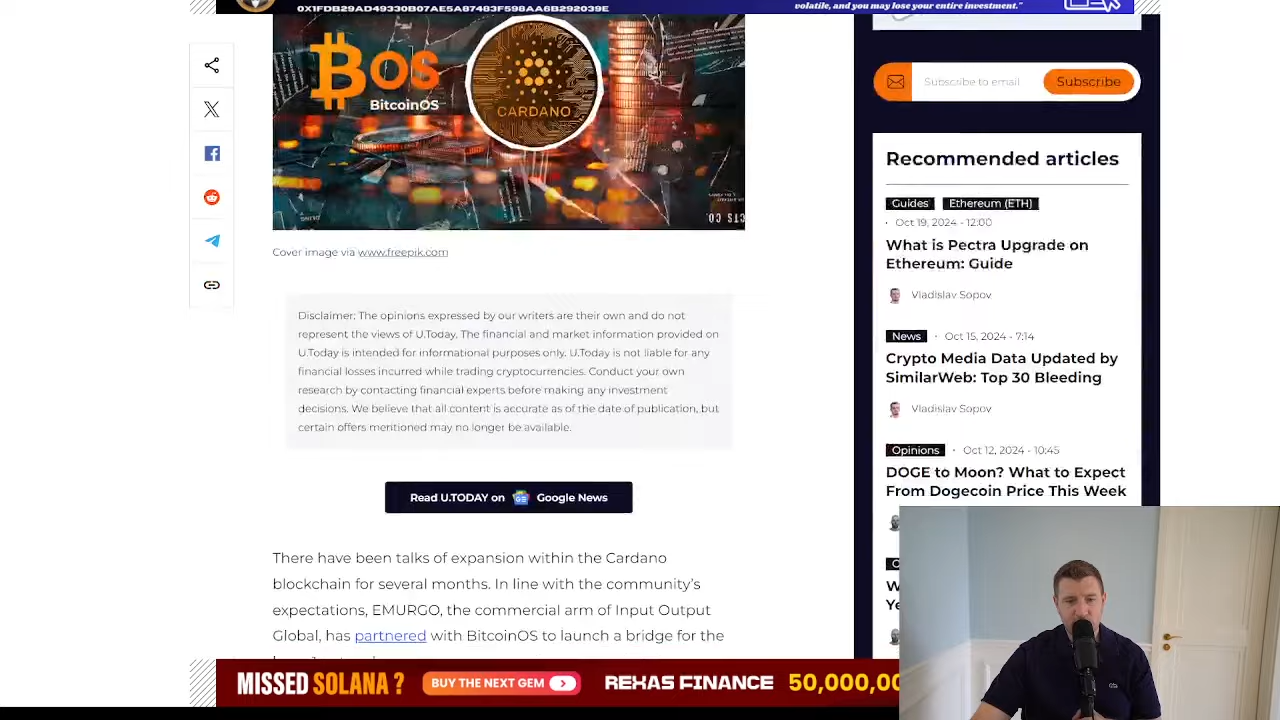 0X1FDB29AD49330B07AE5A87483F598AA6B292039E
volatile, and you may lose your entire investment."
BOS
BitcoinOS
CARDANO
Cover image via www.freepik.com
Disclaimer: The opinions expressed by our writers are their own and do not
represent the views of U.Today. The financial and market information provided on
U.Today is intended for informational purposes only. U.Today is not liable for any
financial losses incurred while trading cryptocurrencies. Conduct your own
research by contacting financial experts before making any investment
decisions. We believe that all content is accurate as of the date of publication, but
certain offers mentioned may no longer be available.
Read U.TODAY on Google News
There have been talks of expansion within the Cardano
blockchain for several months. In line with the community's
expectations, EMURGO, the commercial arm of Input Output
Global, has partnered with BitcoinOS to launch a bridge for the
Subscribe to email Subscribe
Recommended articles
Guides Ethereum (ETH)
· Oct 19, 2024 - 12:00
What is Pectra Upgrade on
Ethereum: Guide
Vladislav Sopov
News · Oct 15, 2024 - 7:14
Crypto Media Data Updated by
SimilarWeb: Top 30 Bleeding
Vladislav Sopov
Opinions · Oct 12, 2024 - 10:45
DOGE to Moon? What to Expect
From Dogecoin Price This Week
MISSED SOLANA ? BUY THE NEXT GEM REXAS FINANCE 50,000,00